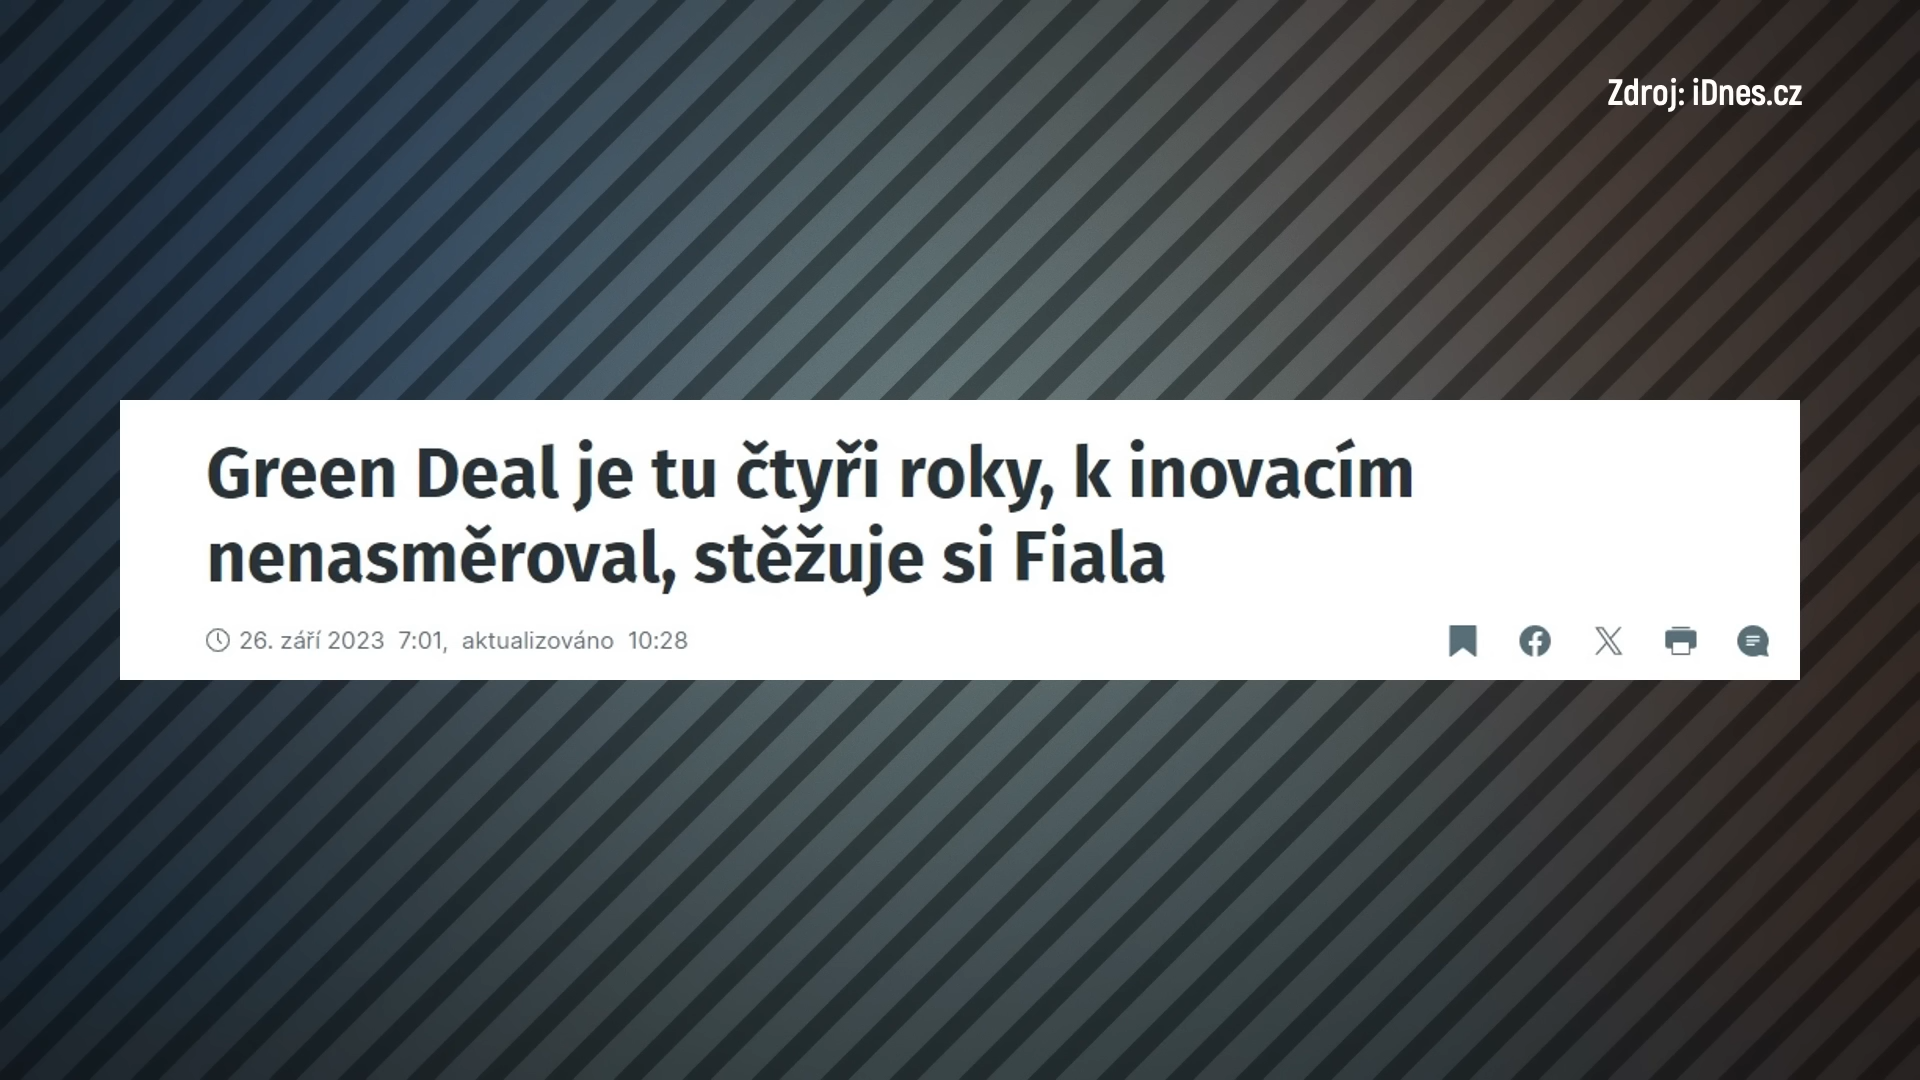 Zdroj: iDnes.cz
Green Deal je tu čtyři roky, k inovacím
nenasměroval, stěžuje si Fiala
26. září 2023 7:01, aktualizováno 10:28